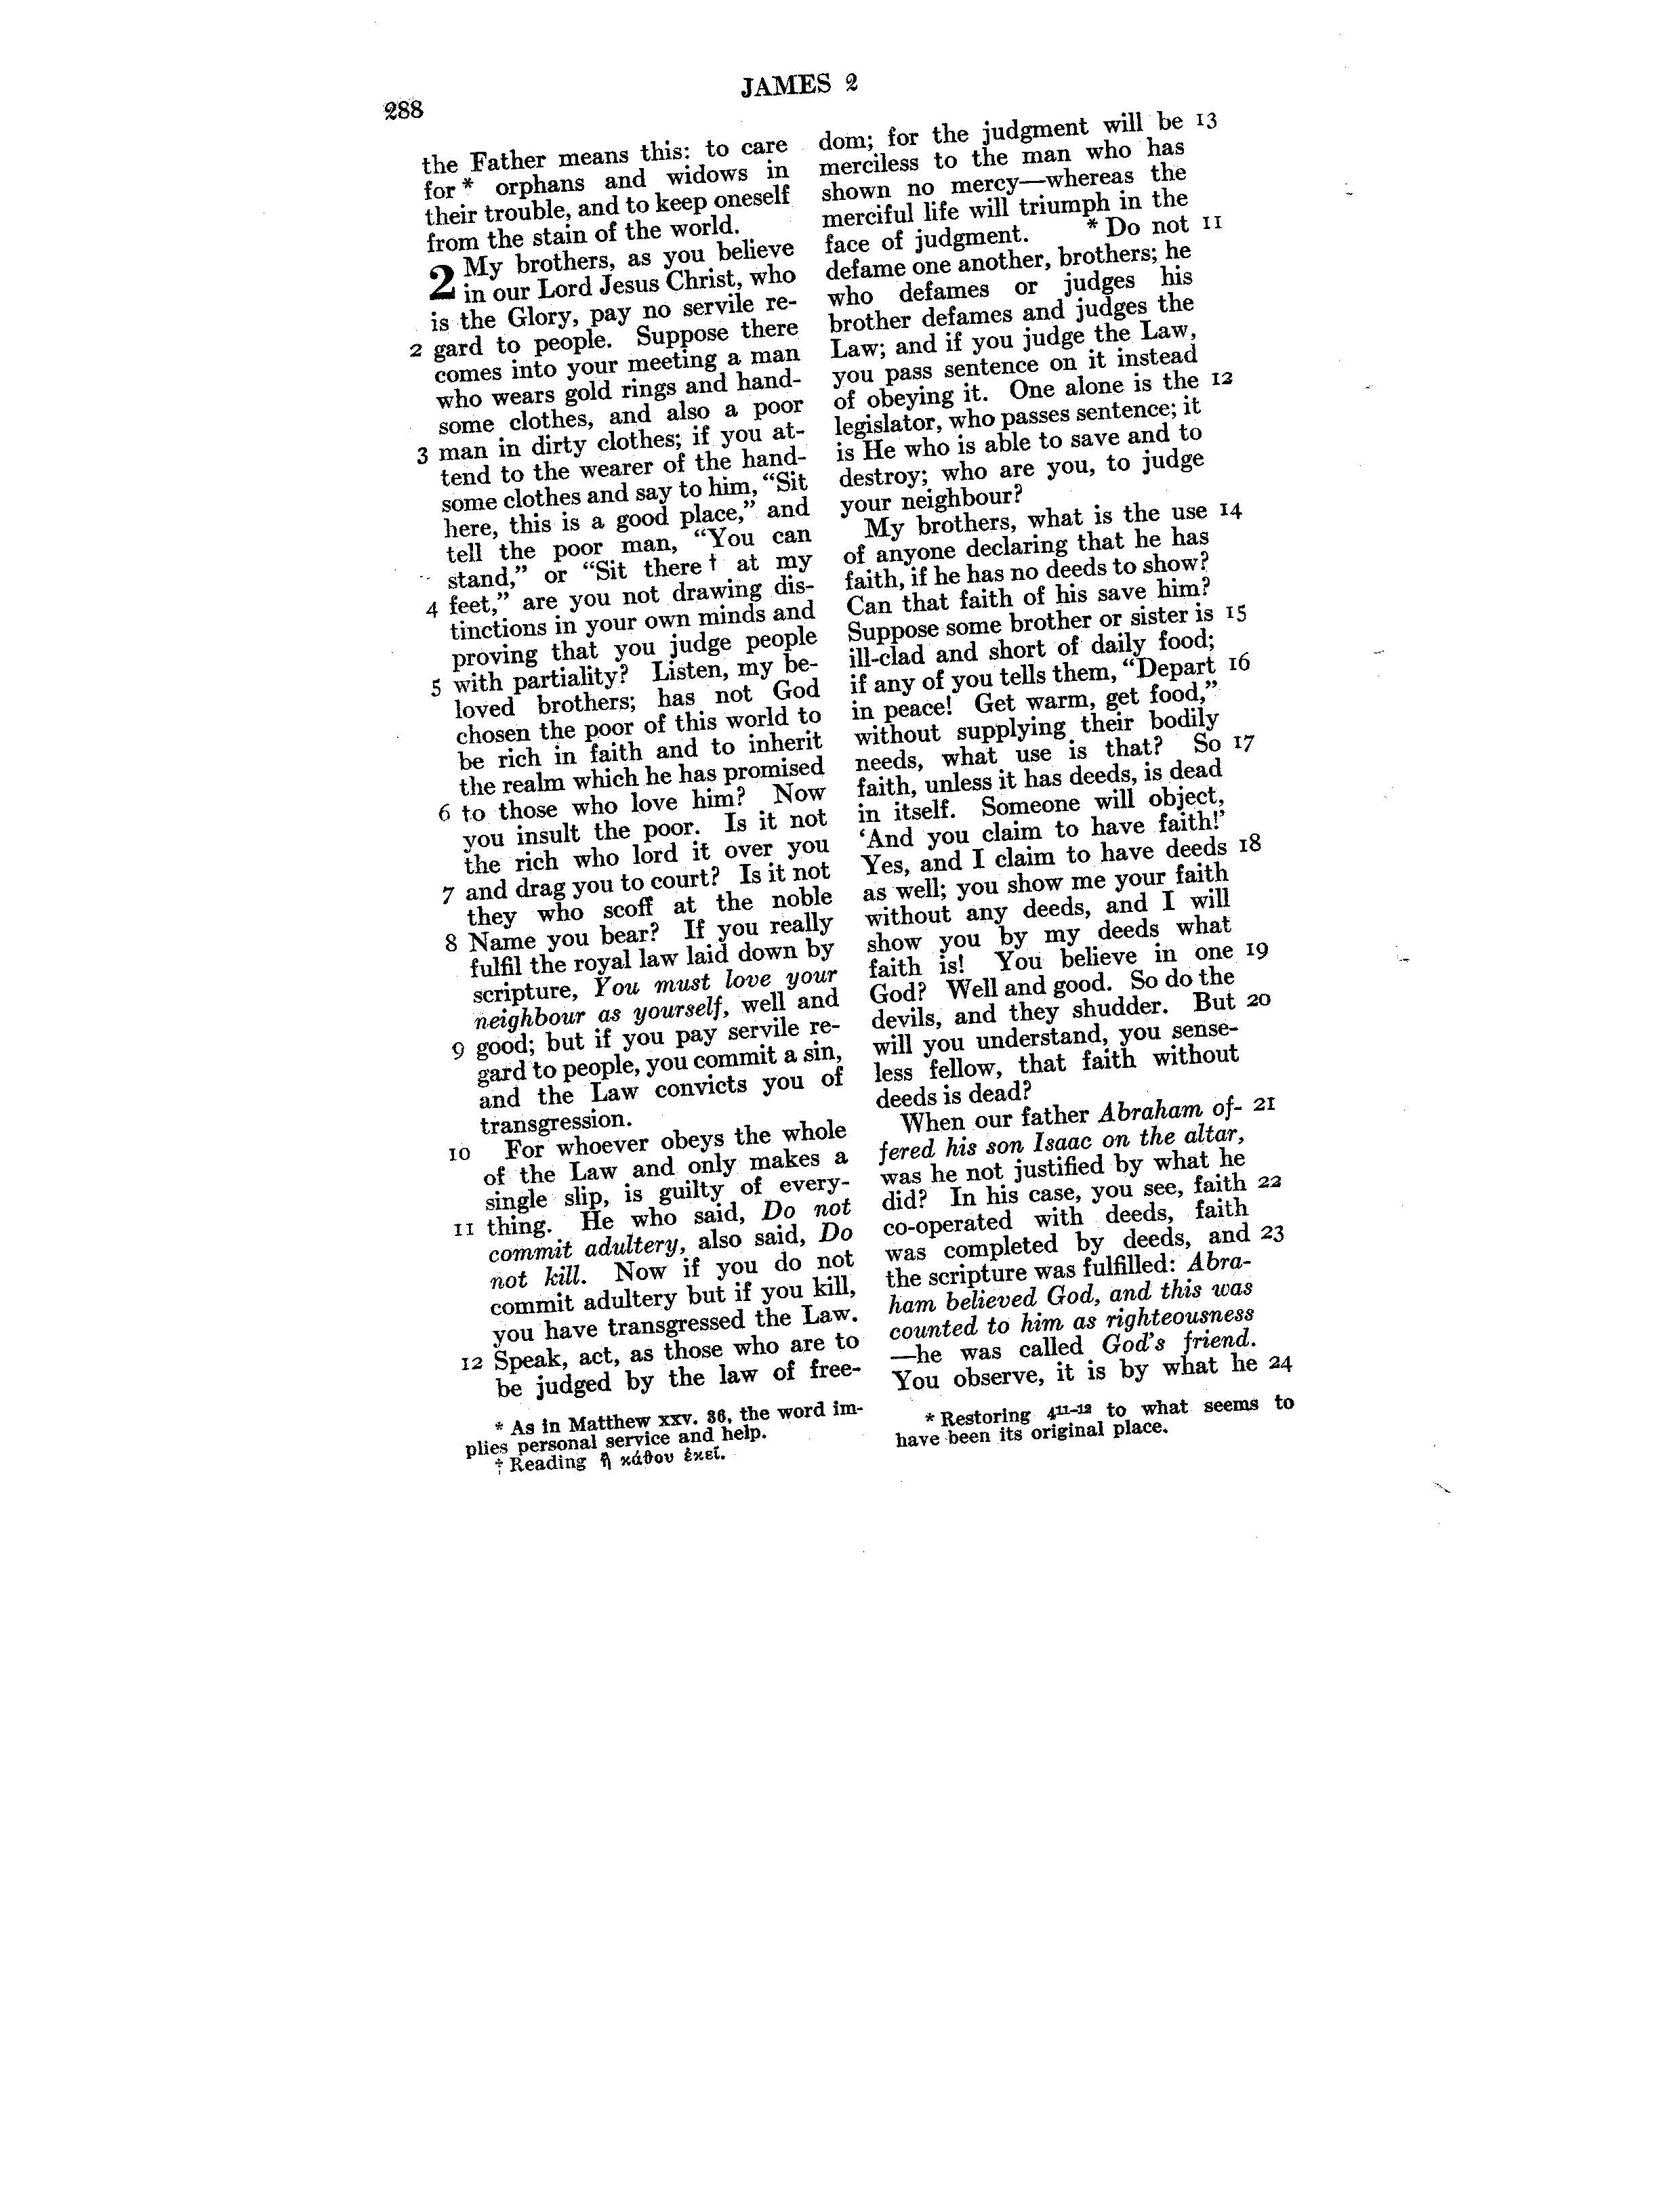 288
JAMES 2
the Father means this: to care
for * orphans and widows in
their trouble, and to keep oneself
from the stain of the world.
2 My brothers, as you believe
in our Lord Jesus Christ, who
is the Glory, pay no servile re-
2 gard to people. Suppose there
comes into your meeting a man
who wears gold rings and hand-
some clothes, and also a poor
3 man in dirty clothes; if you at-
tend to the wearer of the hand-
some clothes and say to him, “Sit
here, this is a good place,” and
tell the poor man, “You can
stand,” or “Sit there † at my
4 feet,” are you not drawing dis-
tinctions in your own minds and
proving that you judge people
5 with partiality? Listen, my be-
loved brothers; has not God
chosen the poor of this world to
be rich in faith and to inherit
the realm which he has promised
6 to those who love him? Now
you insult the poor. Is it not
the rich who lord it over you
7 and drag you to court? Is it not
they who scoff at the noble
8 Name you bear? If you really
fulfil the royal law laid down by
scripture, You must love your
neighbour as yourself, well and
9 good; but if you pay servile re-
gard to people, you commit a sin,
and the Law convicts you of
transgression.
10 For whoever obeys the whole
of the Law and only makes a
single slip, is guilty of every-
11 thing. He who said, Do not
commit adultery, also said, Do
not kill. Now if you do not
commit adultery but if you kill,
you have transgressed the Law.
12 Speak, act, as those who are to
be judged by the law of free-
* As in Matthew xxv. 36, the word im-
plies personal service and help.
† Reading ἢ κάθου ἐκεῖ.
dom; for the judgment will be 13
merciless to the man who has
shown no mercy—whereas the
merciful life will triumph in the
face of judgment. * Do not 11
defame one another, brothers; he
who defames or judges his
brother defames and judges the
Law; and if you judge the Law,
you pass sentence on it instead
of obeying it. One alone is the 12
legislator, who passes sentence; it
is He who is able to save and to
destroy; who are you, to judge
your neighbour?
My brothers, what is the use 14
of anyone declaring that he has
faith, if he has no deeds to show?
Can that faith of his save him?
Suppose some brother or sister is 15
ill-clad and short of daily food;
if any of you tells them, “Depart 16
in peace! Get warm, get food,”
without supplying their bodily
needs, what use is that? So 17
faith, unless it has deeds, is dead
in itself. Someone will object,
‘And you claim to have faith!’
Yes, and I claim to have deeds 18
as well; you show me your faith
without any deeds, and I will
show you by my deeds what
faith is! You believe in one 19
God? Well and good. So do the
devils, and they shudder. But 20
will you understand, you sense-
less fellow, that faith without
deeds is dead?
When our father Abraham of- 21
fered his son Isaac on the altar,
was he not justified by what he
did? In his case, you see, faith 22
co-operated with deeds, faith
was completed by deeds, and 23
the scripture was fulfilled: Abra-
ham believed God, and this was
counted to him as righteousness
—he was called God’s friend.
You observe, it is by what he 24
* Restoring 4¹¹⁻¹² to what seems to
have been its original place.